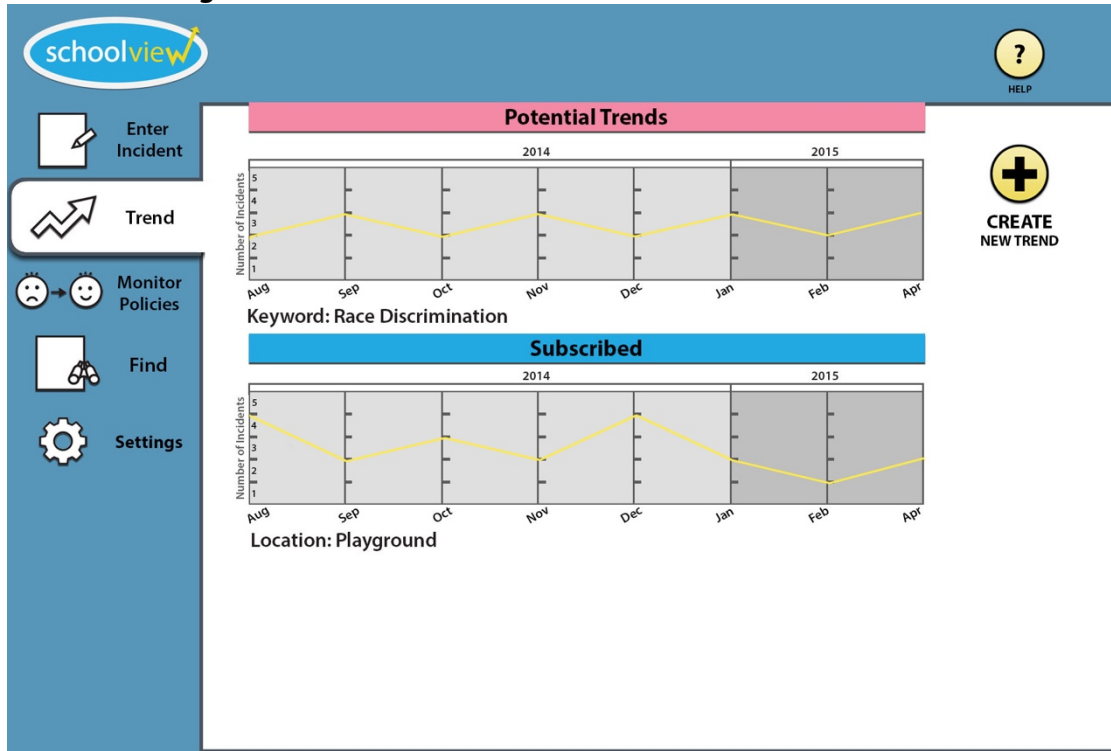 schoolview
?
HELP
Enter
Incident
Trend
Monitor
Policies
Find
Settings
Potential Trends
2014 2015
Number of Incidents
5
4
3
2
1
Aug Sep Oct Nov Dec Jan Feb Apr
Keyword: Race Discrimination
Subscribed
2014 2015
Number of Incidents
5
4
3
2
1
Aug Sep Oct Nov Dec Jan Feb Apr
Location: Playground
CREATE
NEW TREND